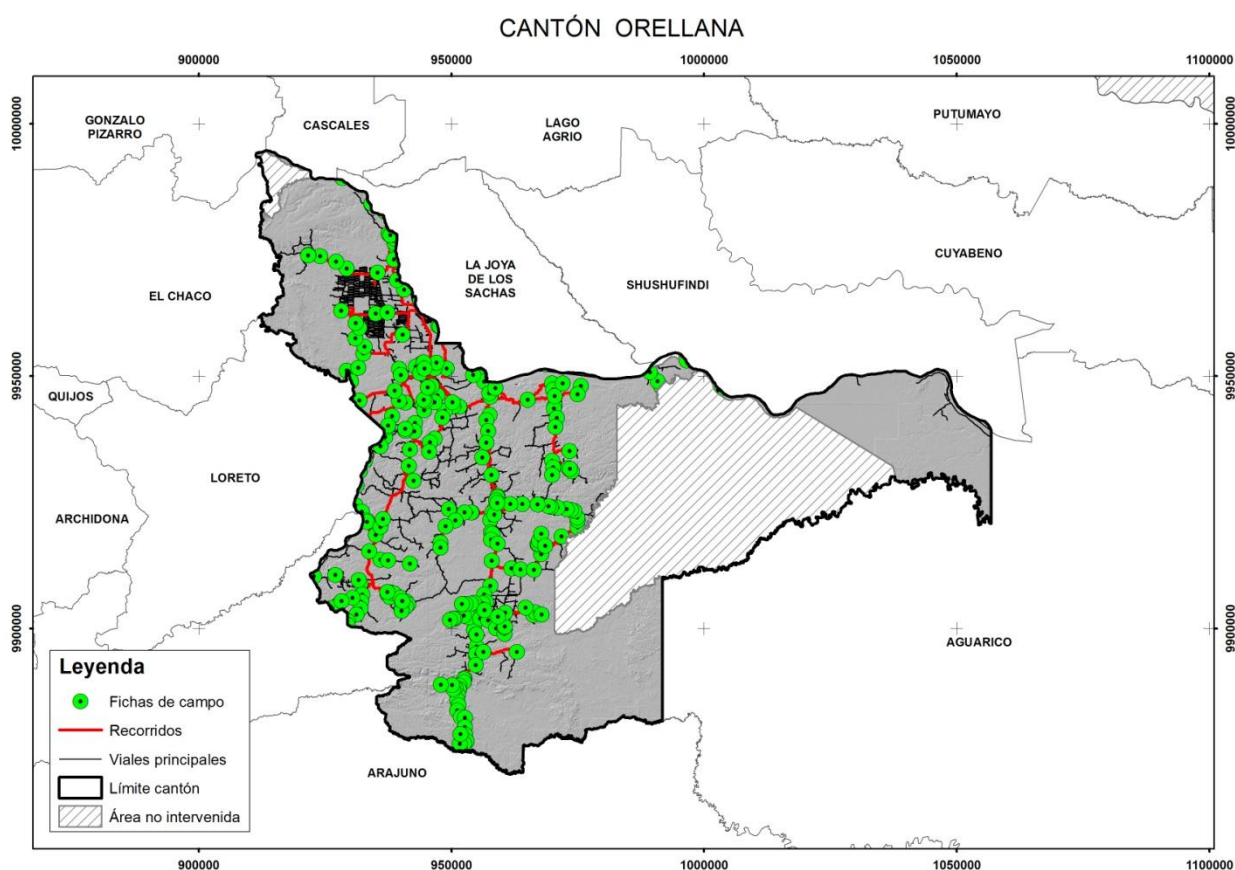 CANTÓN ORELLANA
900000 950000 1000000 1050000 1100000
10000000 10000000
GONZALO
PIZARRO
CASCALES
LAGO
AGRIO
PUTUMAYO
CUYABENO
LA JOYA
DE LOS
SACHAS
SHUSHUFINDI
EL CHACO
9950000 9950000
QUIJOS
LORETO
ARCHIDONA
9900000 9900000
AGUARICO
ARAJUNO
Leyenda
Fichas de campo
Recorridos
Viales principales
Límite cantón
Área no intervenida
900000 950000 1000000 1050000 1100000